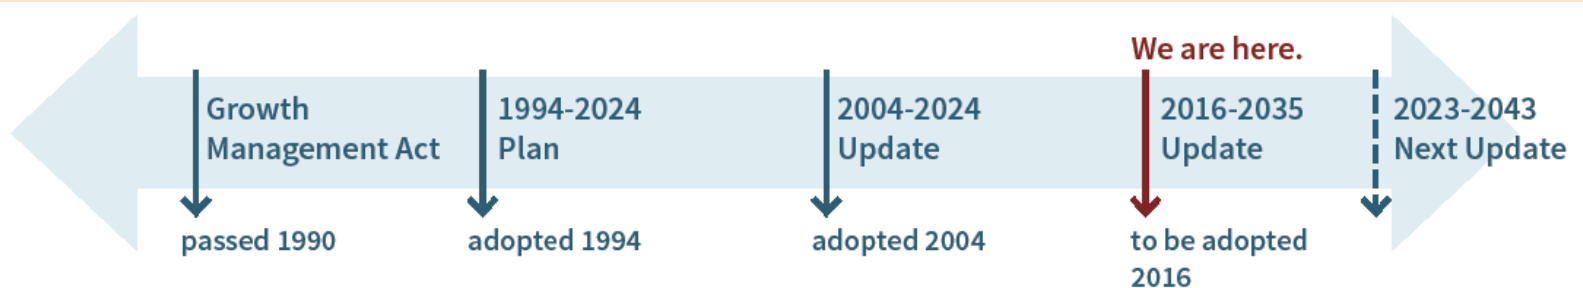 We are here.
Growth
Management Act
1994-2024
Plan
2004-2024
Update
2016-2035
Update
2023-2043
Next Update
passed 1990
adopted 1994
adopted 2004
to be adopted
2016